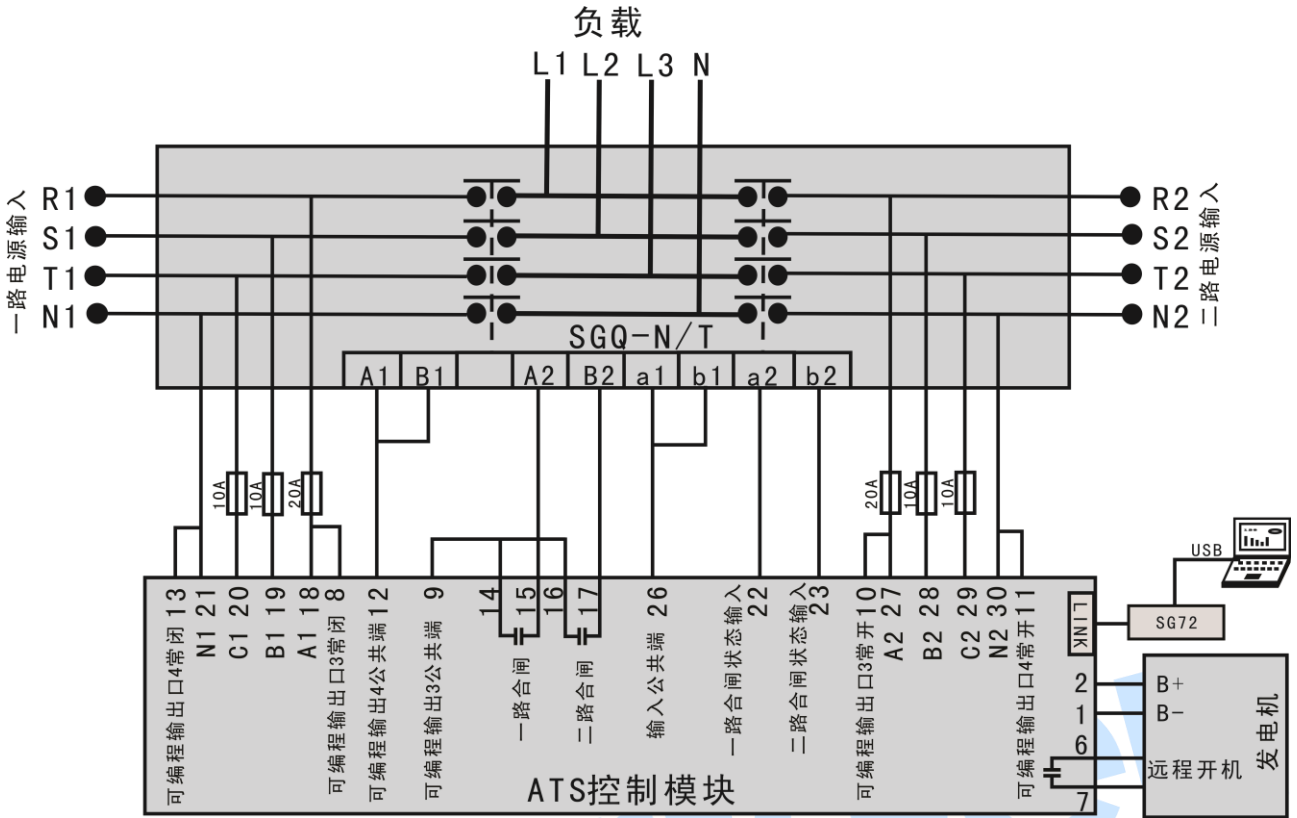 负载
L1 L2 L3 N
一路电源输入
R1
S1
T1
N1
R2
S2
T2
N2
二路电源输入
SGQ-N/T
A1 B1 A2 B2 a1 b1 a2 b2
10A
10A
20A
20A
10A
10A
USB
LINK
SG72
可编程输出口4常闭 13
N1 21
C1 20
B1 19
A1 18
可编程输出口3常闭 8
可编程输出4公共端 12
可编程输出3公共端 9
14
一路合闸 15
16
二路合闸 17
输入公共端 26
一路合闸状态输入 22
二路合闸状态输入 23
可编程输出口3常开 10
A2 27
B2 28
C2 29
N2 30
可编程输出口4常开 11
2
1
6
7
B+
B-
远程开机
发电机
ATS控制模块